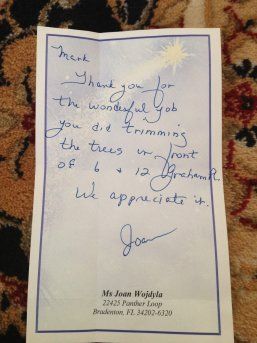 Mark
Thank you for
the wonderful job
you did trimming
the trees in front
of 6 & 12 Graham
We appreciate it.
Joan
Ms Joan Wojdyla
22425 Panther Loop
Bradenton, FL 34202-6320